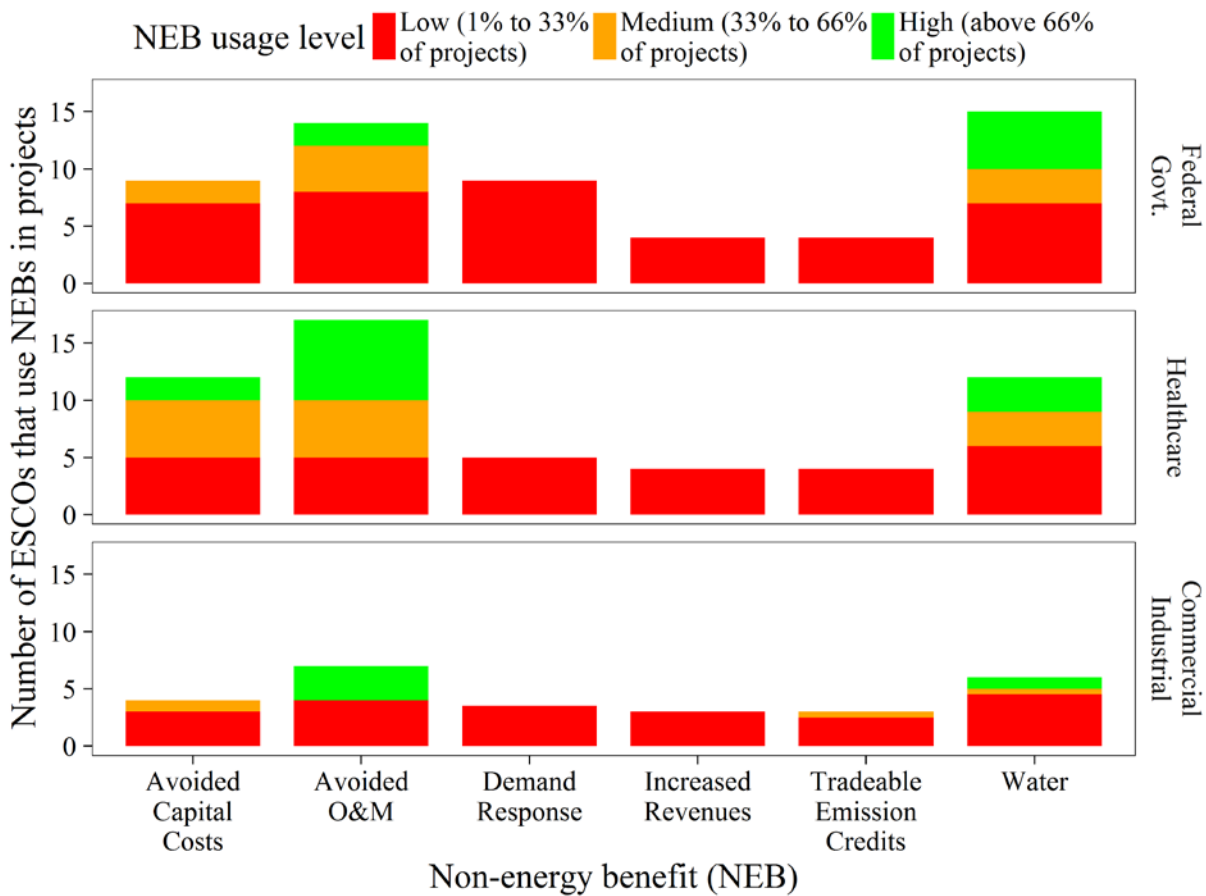 NEB usage level
Low (1% to 33%
of projects)
Medium (33% to 66%
of projects)
High (above 66%
of projects)
Number of ESCOs that use NEBs in projects
15
10
5
0
Federal
Govt.
15
10
5
0
Healthcare
15
10
5
0
Commercial
Industrial
Avoided
Capital
Costs
Avoided
O&M
Demand
Response
Increased
Revenues
Tradeable
Emission
Credits
Water
Non-energy benefit (NEB)